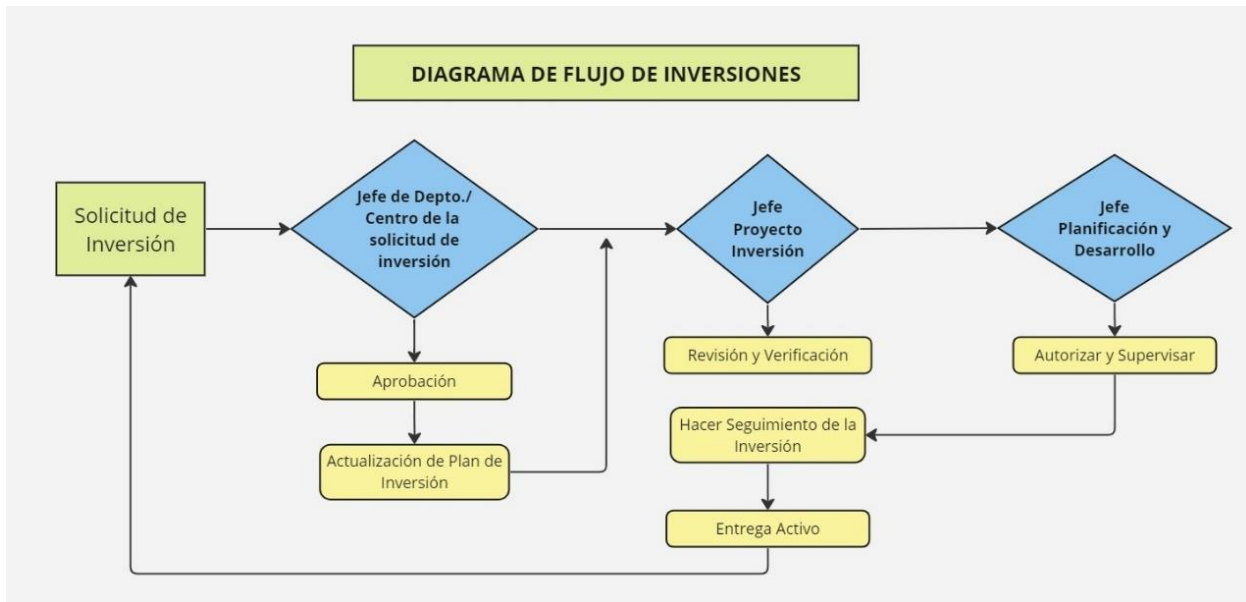 DIAGRAMA DE FLUJO DE INVERSIONES
Solicitud de
Inversión
Jefe de Depto./
Centro de la
solicitud de
inversión
Jefe
Proyecto
Inversión
Jefe
Planificación y
Desarrollo
Aprobación
Actualización de Plan de
Inversión
Revisión y Verificación
Autorizar y Supervisar
Hacer Seguimiento de la
Inversión
Entrega Activo